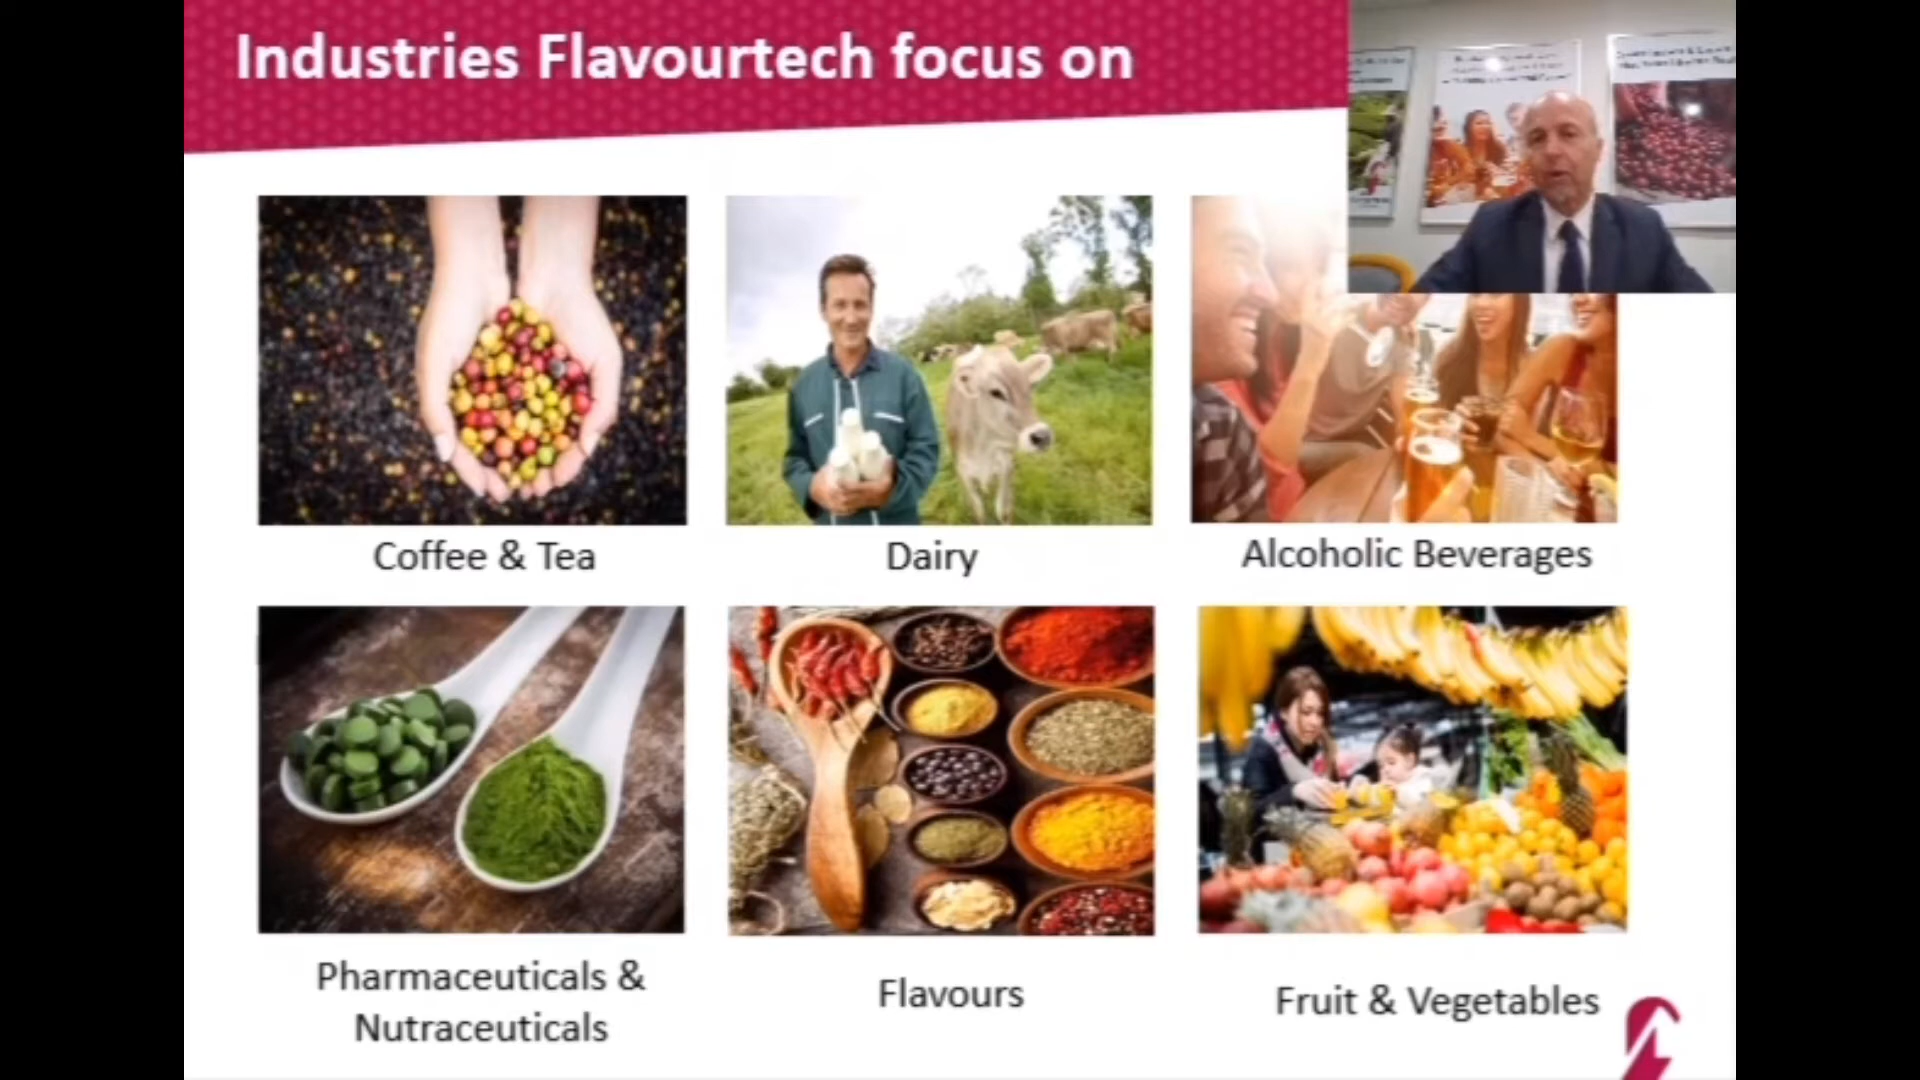 Industries Flavourtech focus on
Coffee & Tea
Dairy
Alcoholic Beverages
Pharmaceuticals &
Nutraceuticals
Flavours
Fruit & Vegetables